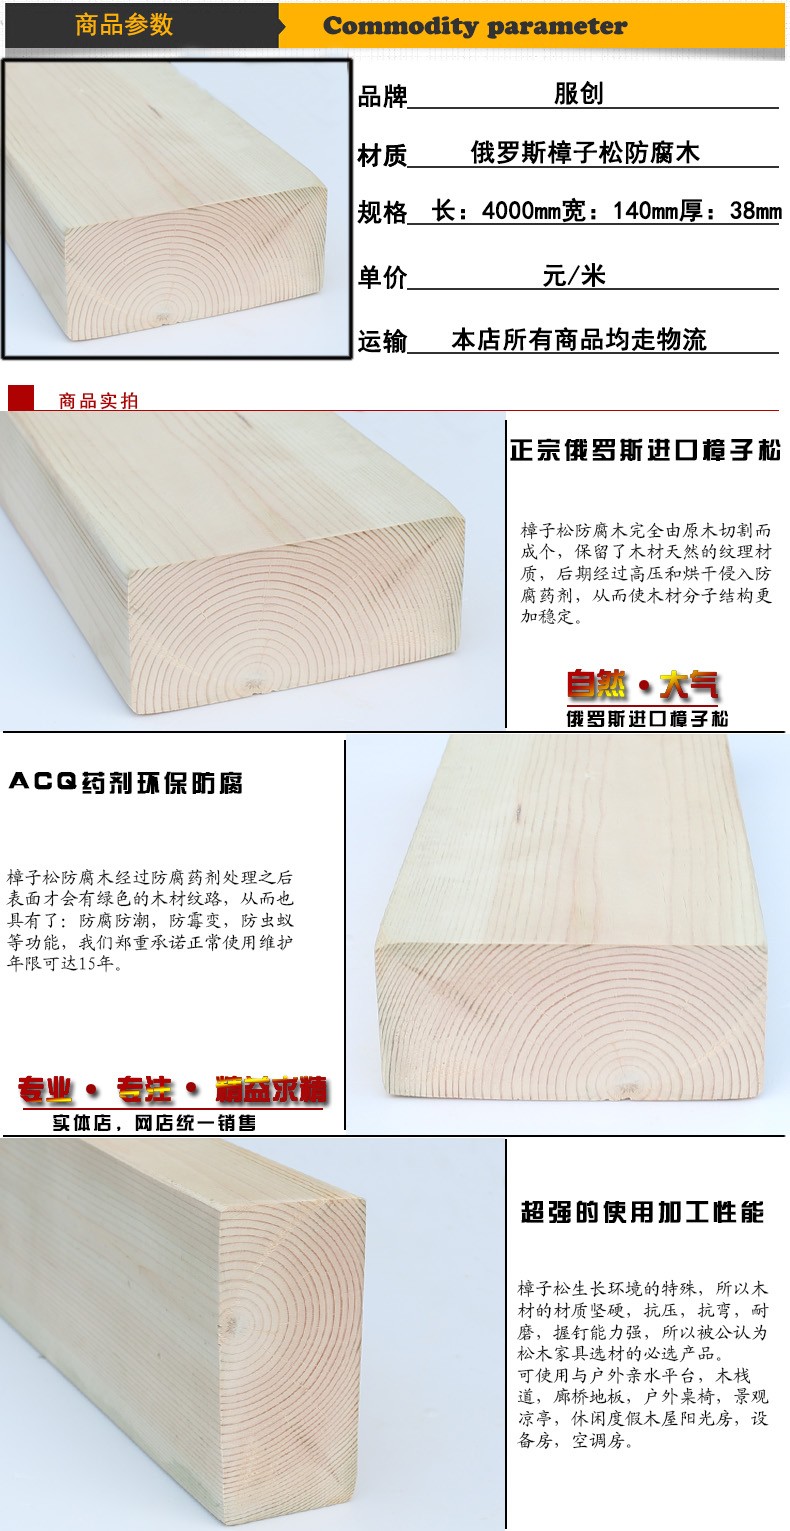 商品参数
Commodity parameter
品牌 服创
材质 俄罗斯樟子松防腐木
规格 长：4000mm宽：140mm厚：38mm
单价 元/米
运输 本店所有商品均走物流
商品实拍
正宗俄罗斯进口樟子松
樟子松防腐木完全由原木切割而
成个，保留了木材天然的纹理材
质，后期经过高压和烘干侵入防
腐药剂，从而使木材分子结构更
加稳定。
自然·大气
俄罗斯进口樟子松
ACQ药剂环保防腐
樟子松防腐木经过防腐药剂处理之后
表面才会有绿色的木材纹路，从而也
具有了：防腐防潮，防霉变，防虫蚁
等功能，我们郑重承诺正常使用维护
年限可达15年。
专业·专注·精益求精
实体店，网店统一销售
超强的使用加工性能
樟子松生长环境的特殊，所以木
材的材质坚硬，抗压，抗弯，耐
磨，握钉能力强，所以被公认为
松木家具选材的必选产品。
可使用与户外亲水平台，木栈
道，廊桥地板，户外桌椅，景观
凉亭，休闲度假木屋阳光房，设
备房，空调房。